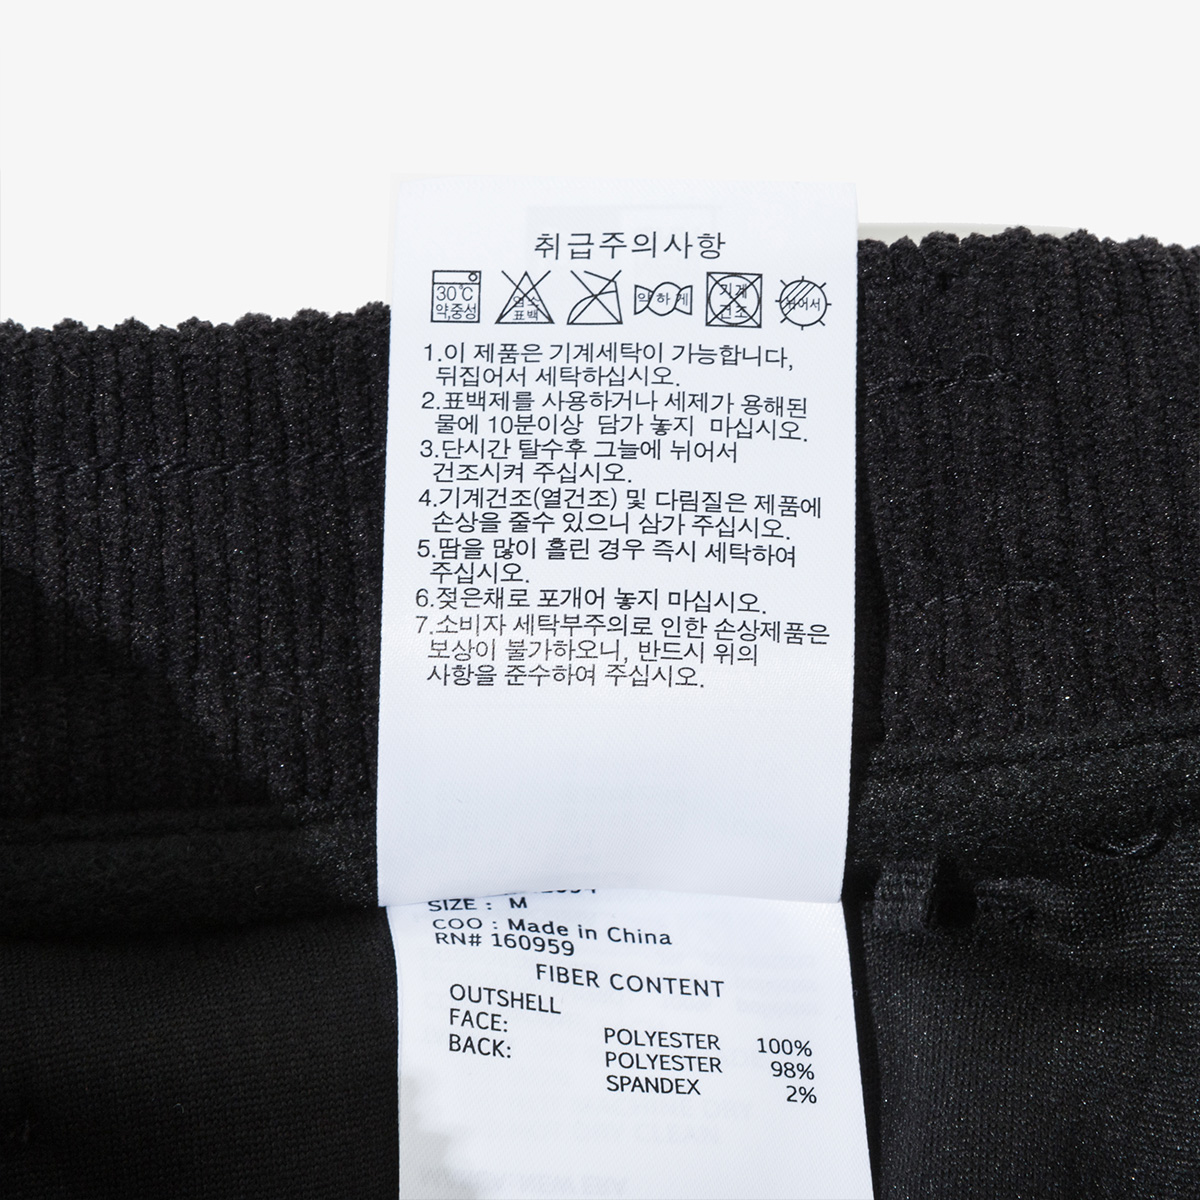 취급주의사항
30℃ 염소 약하게 기계 뉘어서
약,중성 표백 건조
1.이 제품은 기계세탁이 가능합니다,
뒤집어서 세탁하십시오.
2.표백제를 사용하거나 세제가 용해된
물에 10분이상 담가 놓지 마십시오.
3.단시간 탈수후 그늘에 뉘어서
건조시켜 주십시오.
4.기계건조(열건조) 및 다림질은 제품에
손상을 줄수 있으니 삼가 주십시오.
5.땀을 많이 흘린 경우 즉시 세탁하여
주십시오.
6.젖은채로 포개어 놓지 마십시오.
7.소비자 세탁부주의로 인한 손상제품은
보상이 불가하오니, 반드시 위의
사항을 준수하여 주십시오.
SIZE : M
COO : Made in China
RN# 160959
FIBER CONTENT
OUTSHELL
FACE: POLYESTER 100%
BACK: POLYESTER 98%
SPANDEX 2%